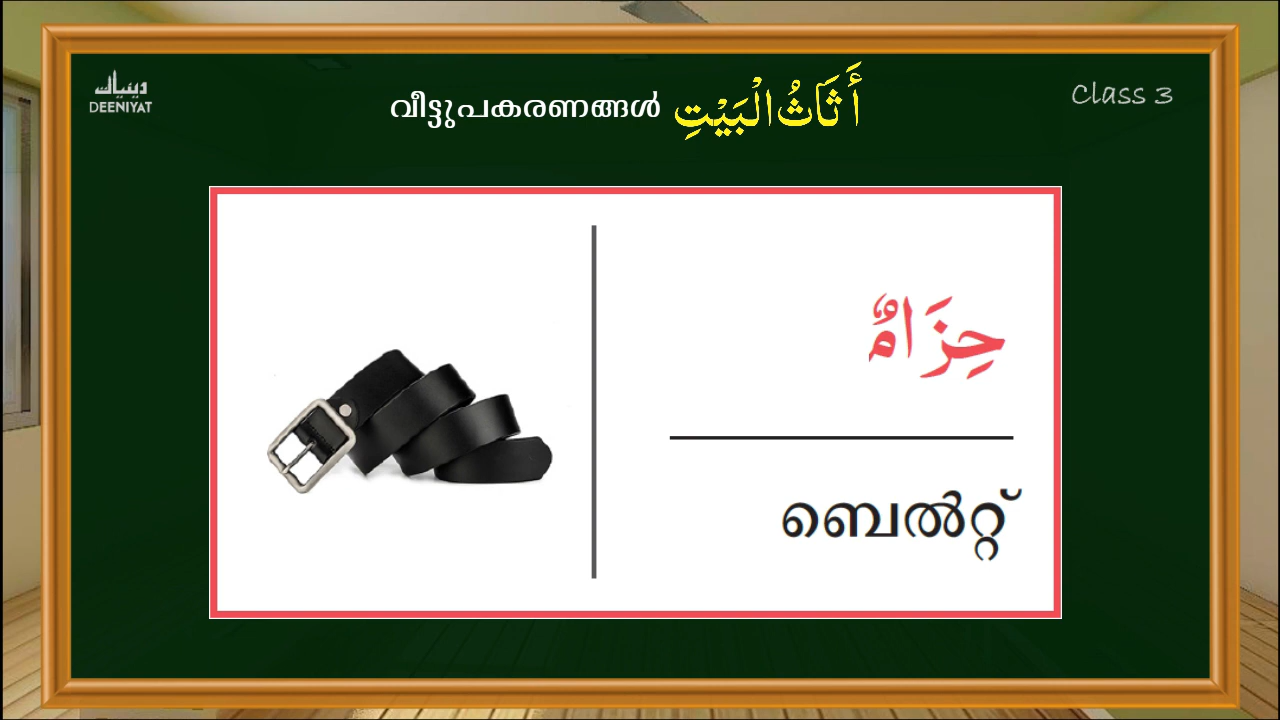 دينيات
DEENIYAT
വീട്ടുപകരണങ്ങൾ أَثَاثُ الْبَيْتِ
Class 3
حِزَامٌ
ബെൽറ്റ്